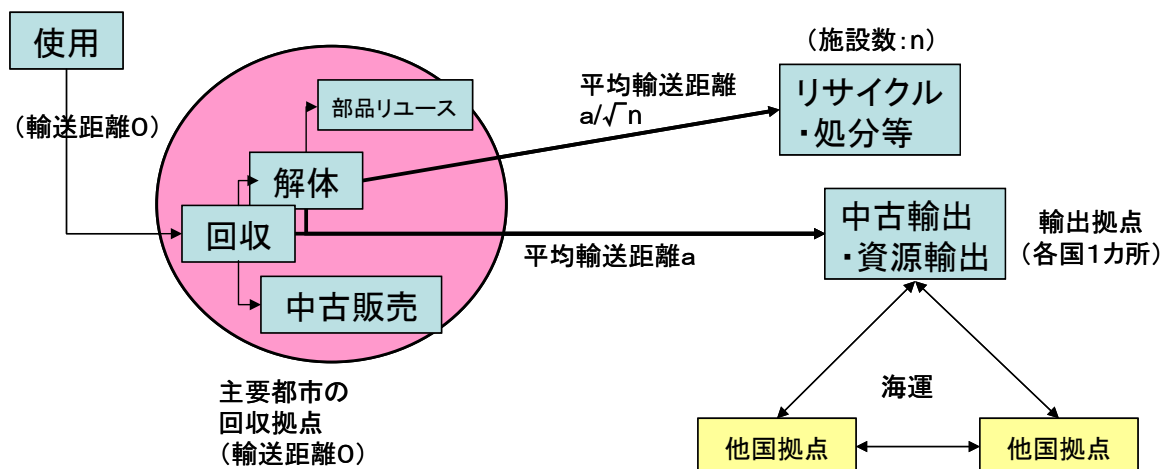 使用
（輸送距離０）
部品リユース
解体
回収
中古販売
主要都市の
回収拠点
（輸送距離０）
平均輸送距離
a/√n
（施設数：n）
リサイクル
・処分等
平均輸送距離a
中古輸出
・資源輸出
輸出拠点
（各国１カ所）
海運
他国拠点
他国拠点